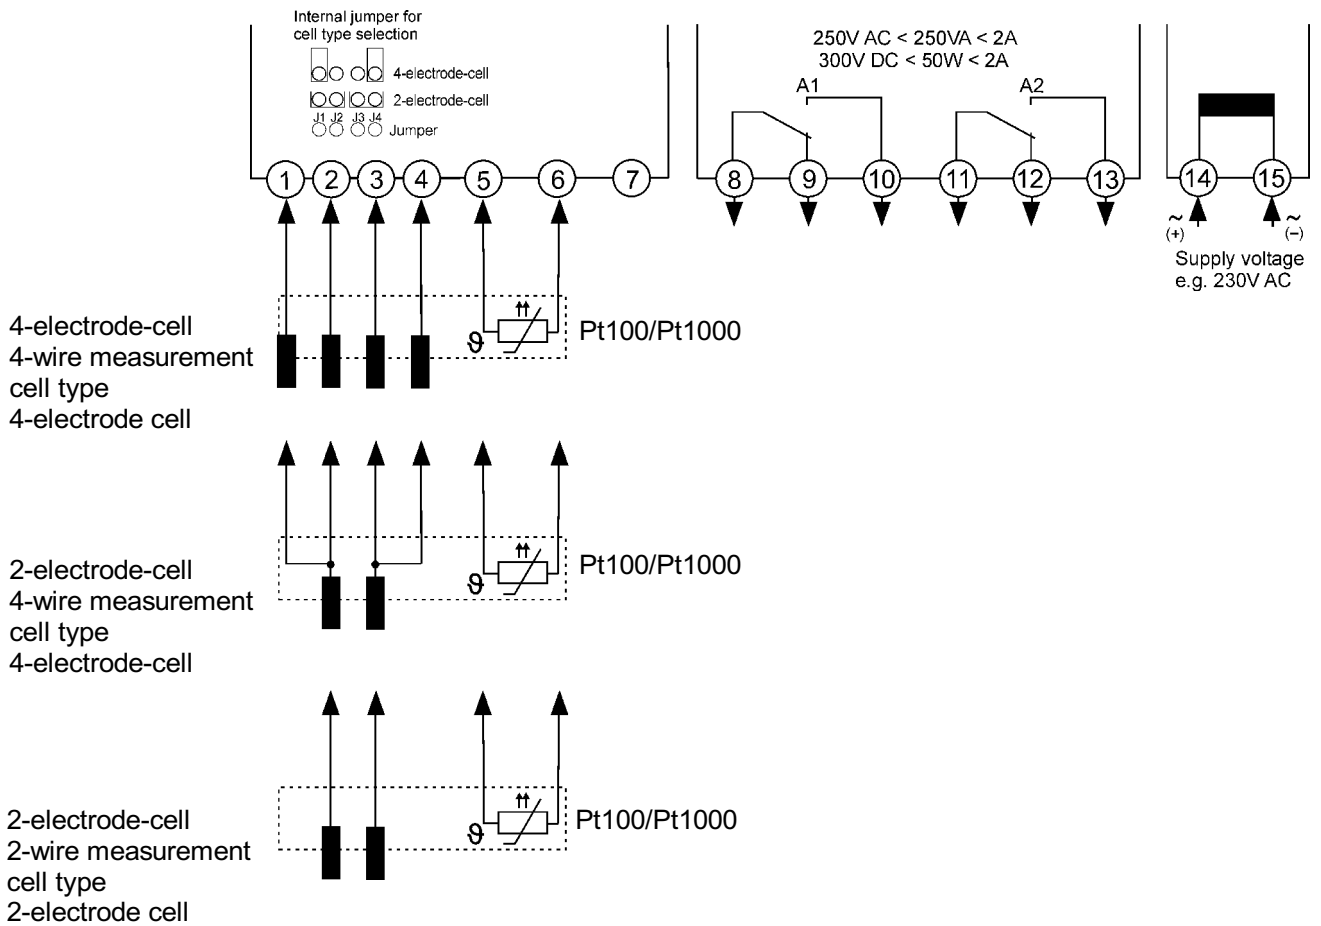 Internal jumper for
cell type selection
4-electrode-cell
2-electrode-cell
J1 J2 J3 J4
Jumper
1 2 3 4 5 6 7
250V AC < 250VA < 2A
300V DC < 50W < 2A
A1 A2
8 9 10 11 12 13
14 15
~ ~
(+) (–)
Supply voltage
e.g. 230V AC
4-electrode-cell
4-wire measurement
cell type
4-electrode cell
ϑ
Pt100/Pt1000
2-electrode-cell
4-wire measurement
cell type
4-electrode-cell
ϑ
Pt100/Pt1000
2-electrode-cell
2-wire measurement
cell type
2-electrode cell
ϑ
Pt100/Pt1000